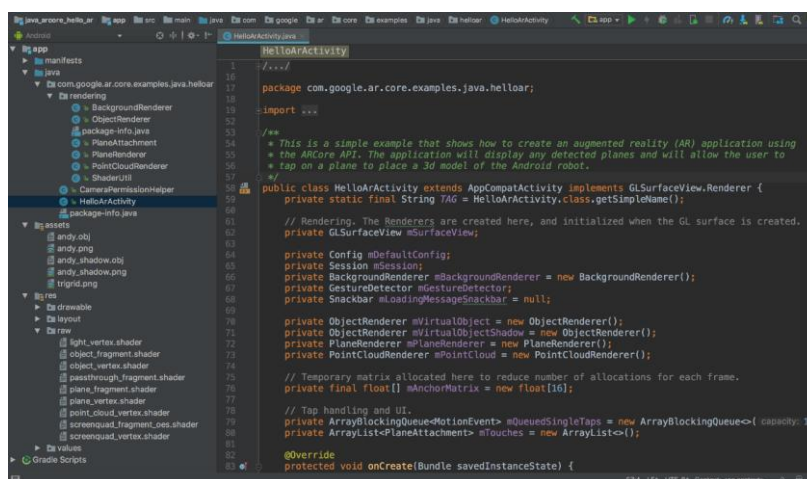 java_arcore_hello_ar app src main java com google ar core examples java helloar HelloArActivity app
Android
HelloArActivity.java
app
manifests
java
com.google.ar.core.examples.java.helloar
rendering
BackgroundRenderer
ObjectRenderer
package-info.java
PlaneAttachment
PlaneRenderer
PointCloudRenderer
ShaderUtil
CameraPermissionHelper
HelloArActivity
package-info.java
assets
andy.obj
andy.png
andy_shadow.obj
andy_shadow.png
trigrid.png
res
drawable
layout
raw
light_vertex.shader
object_fragment.shader
object_vertex.shader
passthrough_fragment.shader
plane_fragment.shader
plane_vertex.shader
point_cloud_vertex.shader
screenquad_fragment_oes.shader
screenquad_vertex.shader
values
Gradle Scripts
HelloArActivity
1 /.../
16
17 package com.google.ar.core.examples.java.helloar;
18
19 import ...
52
53 /**
54 * This is a simple example that shows how to create an augmented reality (AR) application using
55 * the ARCore API. The application will display any detected planes and will allow the user to
56 * tap on a plane to place a 3d model of the Android robot.
57 */
58 public class HelloArActivity extends AppCompatActivity implements GLSurfaceView.Renderer {
59 private static final String TAG = HelloArActivity.class.getSimpleName();
60
61 // Rendering. The Renderers are created here, and initialized when the GL surface is created.
62 private GLSurfaceView mSurfaceView;
63
64 private Config mDefaultConfig;
65 private Session mSession;
66 private BackgroundRenderer mBackgroundRenderer = new BackgroundRenderer();
67 private GestureDetector mGestureDetector;
68 private Snackbar mLoadingMessageSnackbar = null;
69
70 private ObjectRenderer mVirtualObject = new ObjectRenderer();
71 private ObjectRenderer mVirtualObjectShadow = new ObjectRenderer();
72 private PlaneRenderer mPlaneRenderer = new PlaneRenderer();
73 private PointCloudRenderer mPointCloud = new PointCloudRenderer();
74
75 // Temporary matrix allocated here to reduce number of allocations for each frame.
76 private final float[] mAnchorMatrix = new float[16];
77
78 // Tap handling and UI.
79 private ArrayBlockingQueue<MotionEvent> mQueuedSingleTaps = new ArrayBlockingQueue<>( capacity:
80 private ArrayList<PlaneAttachment> mTouches = new ArrayList<>();
81
82 @Override
83 protected void onCreate(Bundle savedInstanceState) {